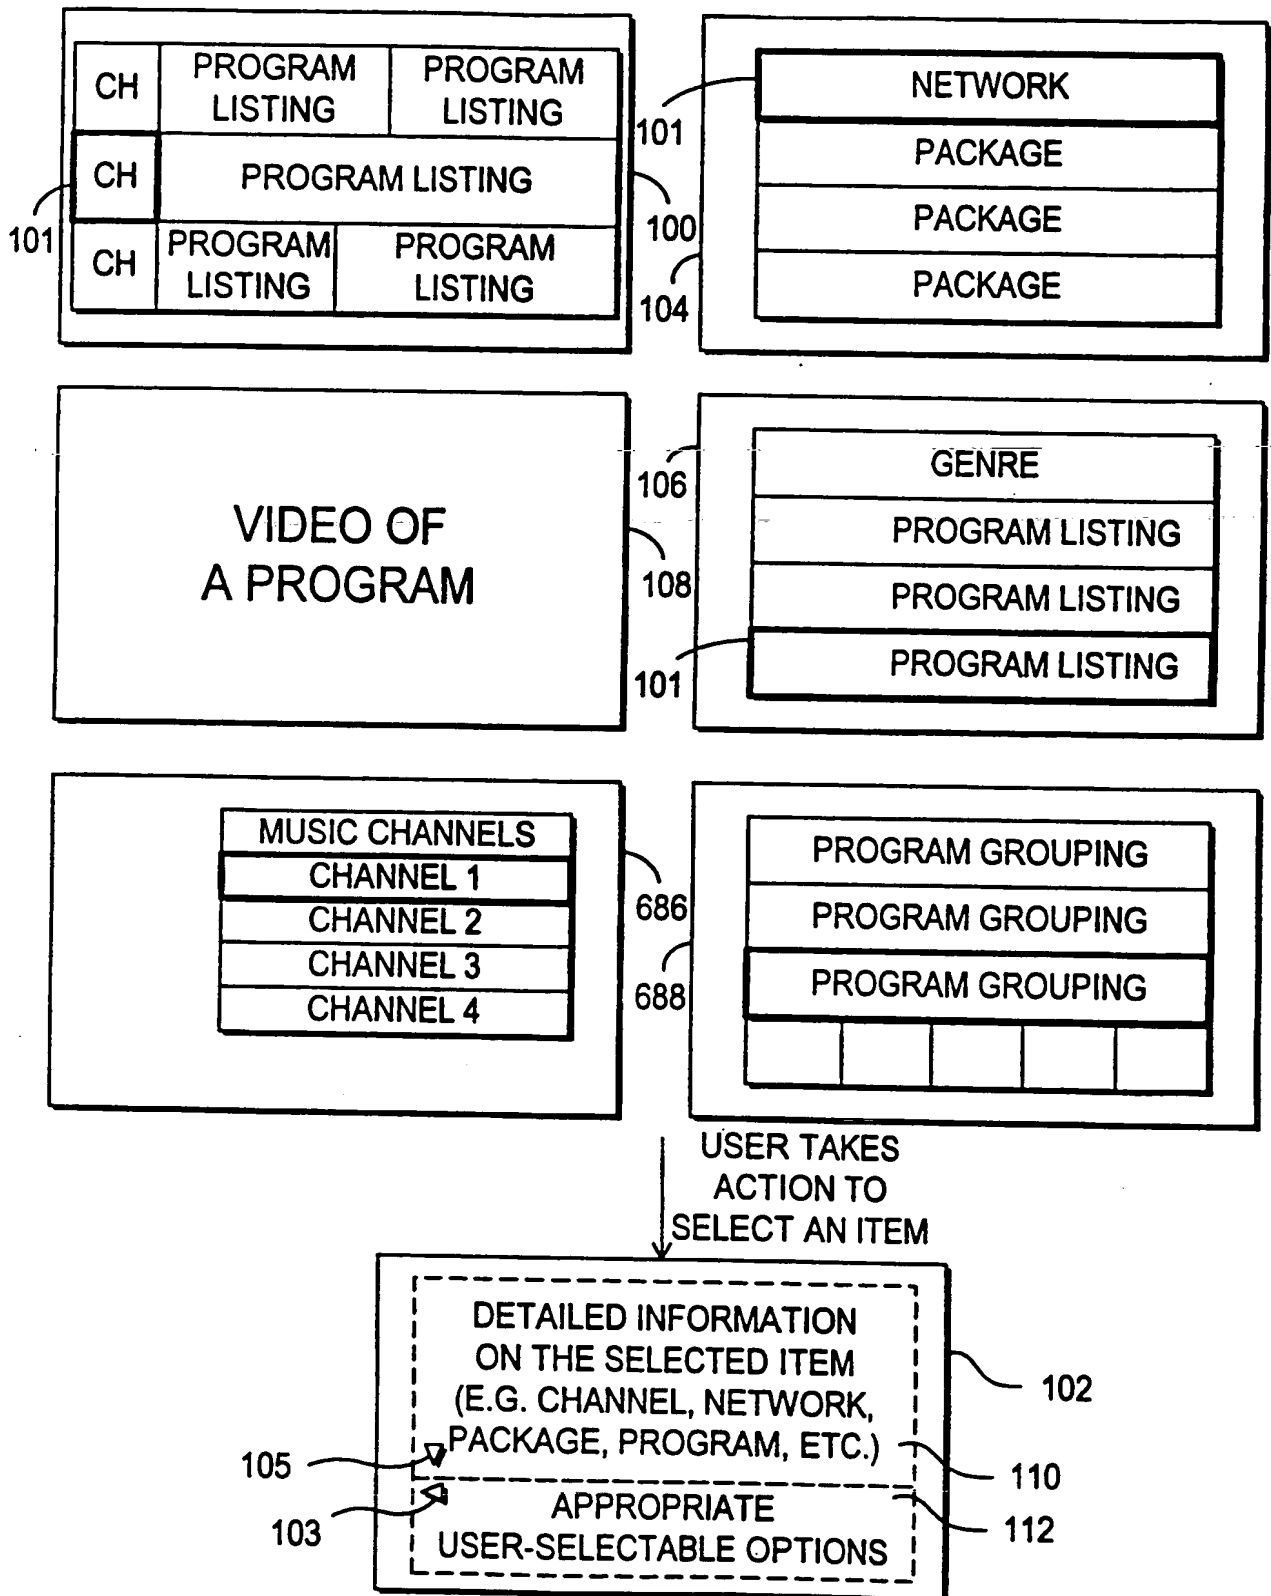 CH
PROGRAM
LISTING
PROGRAM
LISTING
CH
PROGRAM LISTING
CH
PROGRAM
LISTING
PROGRAM
LISTING
101
100
NETWORK
PACKAGE
PACKAGE
PACKAGE
101
104
VIDEO OF
A PROGRAM
108
GENRE
PROGRAM LISTING
PROGRAM LISTING
PROGRAM LISTING
106
101
MUSIC CHANNELS
CHANNEL 1
CHANNEL 2
CHANNEL 3
CHANNEL 4
686
PROGRAM GROUPING
PROGRAM GROUPING
PROGRAM GROUPING
688
USER TAKES
ACTION TO
SELECT AN ITEM
DETAILED INFORMATION
ON THE SELECTED ITEM
(E.G. CHANNEL, NETWORK,
PACKAGE, PROGRAM, ETC.)
102
105
110
APPROPRIATE
USER-SELECTABLE OPTIONS
103
112